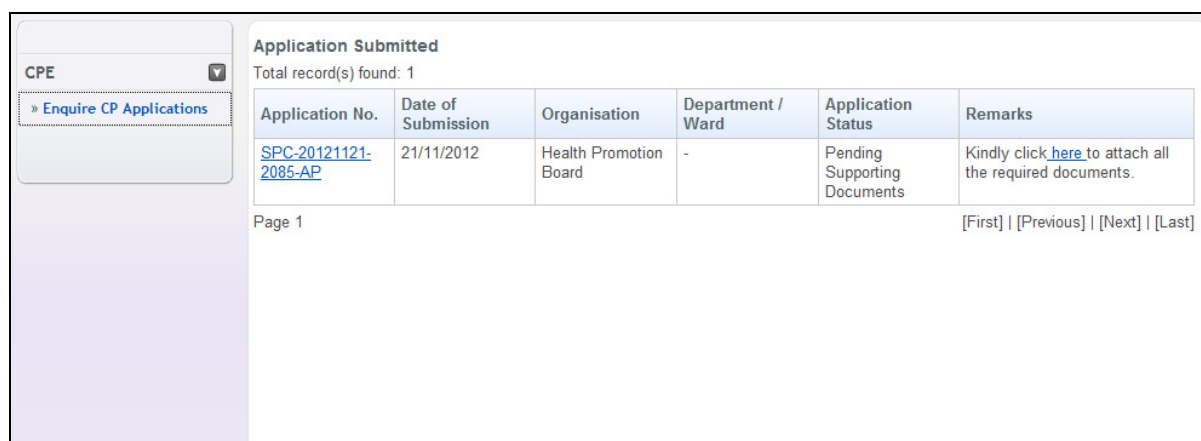 CPE
» Enquire CP Applications
Application Submitted
Total record(s) found: 1
Application No.
Date of
Submission
Organisation
Department /
Ward
Application
Status
Remarks
SPC-20121121-
2085-AP
21/11/2012
Health Promotion
Board
-
Pending
Supporting
Documents
Kindly click here to attach all
the required documents.
Page 1
[First] | [Previous] | [Next] | [Last]